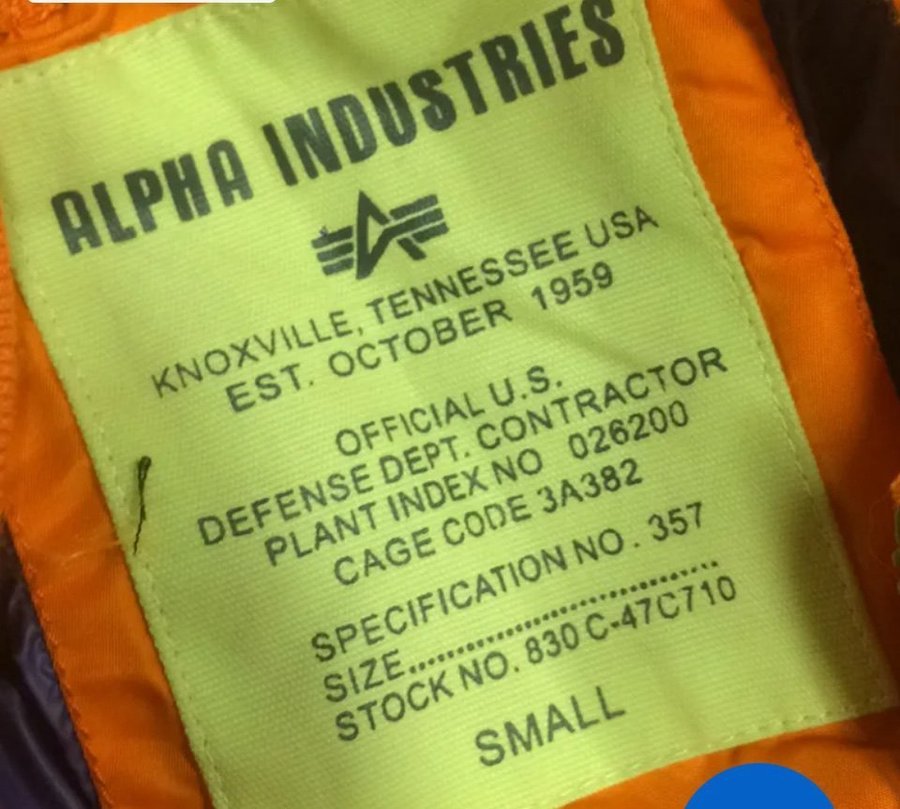 ALPHA INDUSTRIES
KNOXVILLE, TENNESSEE USA
EST. OCTOBER 1959
OFFICIAL U.S.
DEFENSE DEPT. CONTRACTOR
PLANT INDEX NO 026200
CAGE CODE 3A382
SPECIFICATION NO. 357
SIZE..............................
STOCK NO. 830 C-47C710
SMALL